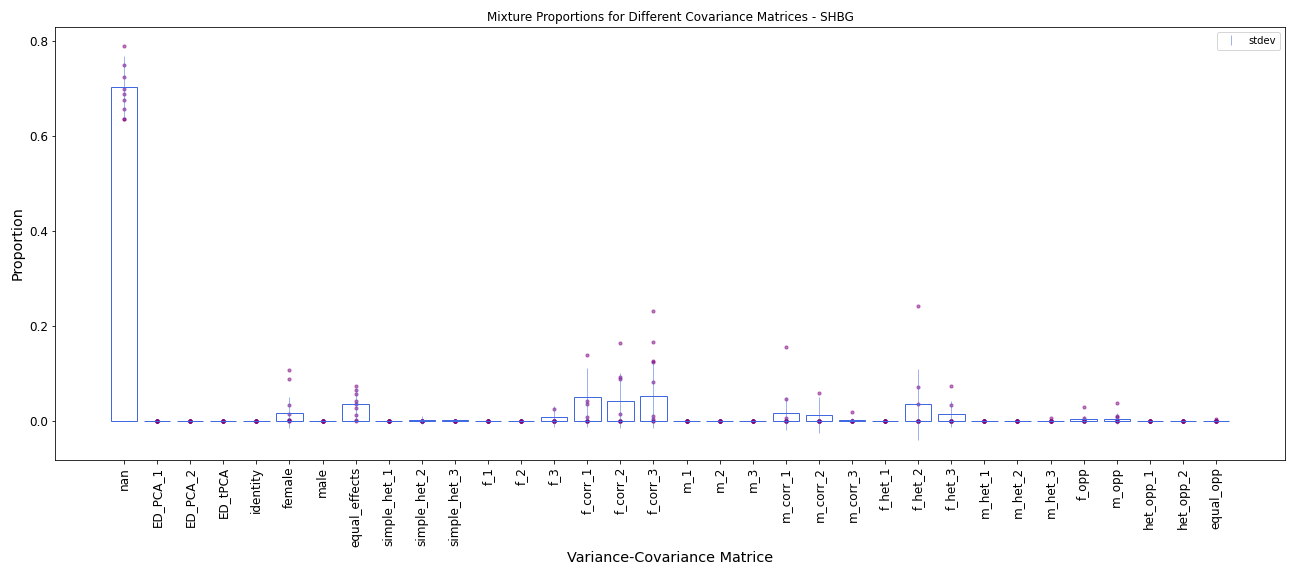 Mixture Proportions for Different Covariance Matrices - SHBG
stdev
Proportion
0.8
0.6
0.4
0.2
0.0
nan
ED_PCA_1
ED_PCA_2
ED_tPCA
identity
female
male
equal_effects
simple_het_1
simple_het_2
simple_het_3
f_1
f_2
f_3
f_corr_1
f_corr_2
f_corr_3
m_1
m_2
m_3
m_corr_1
m_corr_2
m_corr_3
f_het_1
f_het_2
f_het_3
m_het_1
m_het_2
m_het_3
f_opp
m_opp
het_opp_1
het_opp_2
equal_opp
Variance-Covariance Matrice